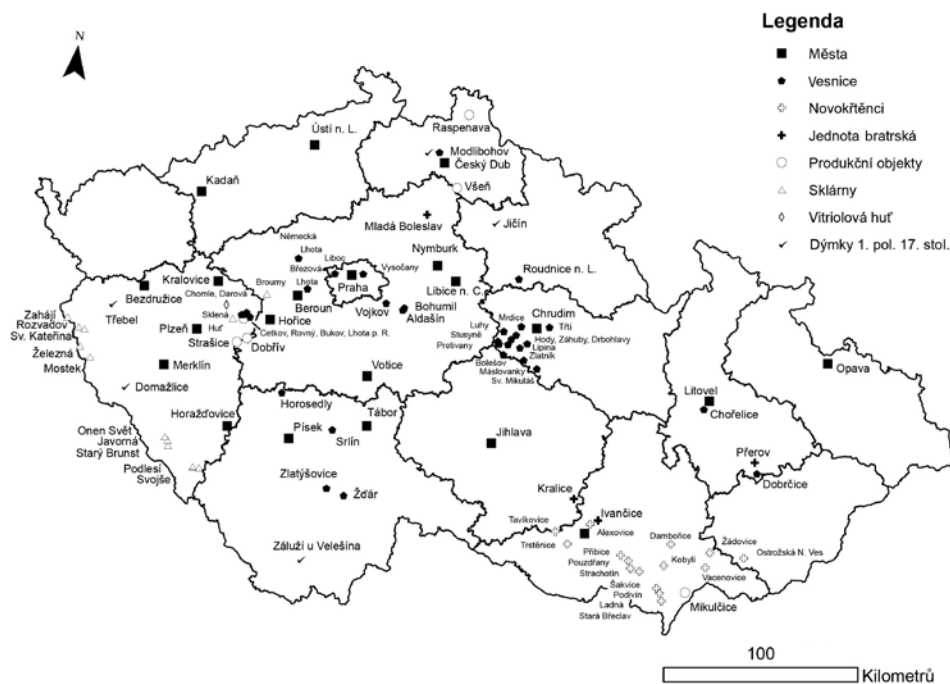 Legenda
Města
Vesnice
Novokřtěnci
Jednota bratrská
Produkční objekty
Sklárny
Vitriolová huť
Dýmky 1. pol. 17. stol.
N
Raspenava
Ústí n. L.
Modlibohov
Český Dub
Kadaň
Všeň
Mladá Boleslav
Jičín
Německá
Lhota
Nymburk
Liboc
Březová
Vysočany
Roudnice n. L.
Kralovice
Broumy
Lhota
Praha
Libice n. C.
Bezdružice
Chomle, Darová
Beroun
Vojkov
Bohumil
Aldašín
Mrdice
Chrudim
Třebel
Sklená
Hořice
Luhy
Třÿ
Zahájí
Rozvadov
Sv. Kateřina
Plzeň
Huť
Cetkov, Rovný, Bukov, Lhota p. R.
Stusyně
Hody, Záhuby, Drbohlavy
Strašice
Dobřív
Pretivany
Lipina
Zlatník
Železná
Mostek
Merklín
Bolešov
Máslovanky
Sv. Mikuláš
Opava
Votice
Domažlice
Litovel
Horažďovice
Horosedly
Tábor
Chořelice
Onen Svět
Javorná
Starý Brunst
Písek
Srlín
Jihlava
Podlesí
Svojše
Přerov
Zlatýšovice
Dobrčice
Žďár
Kralice
Ivančice
Tavíkovice
Alexovice
Dambořice
Žádovice
Trstěnice
Ostrožská N. Ves
Záluží u Velešína
Přibice
Kobylí
Pouzdřany
Strachotín
Vacenovice
Šakvice
Podivín
Mikulčice
Ladná
Stará Břeclav
100
Kilometrů